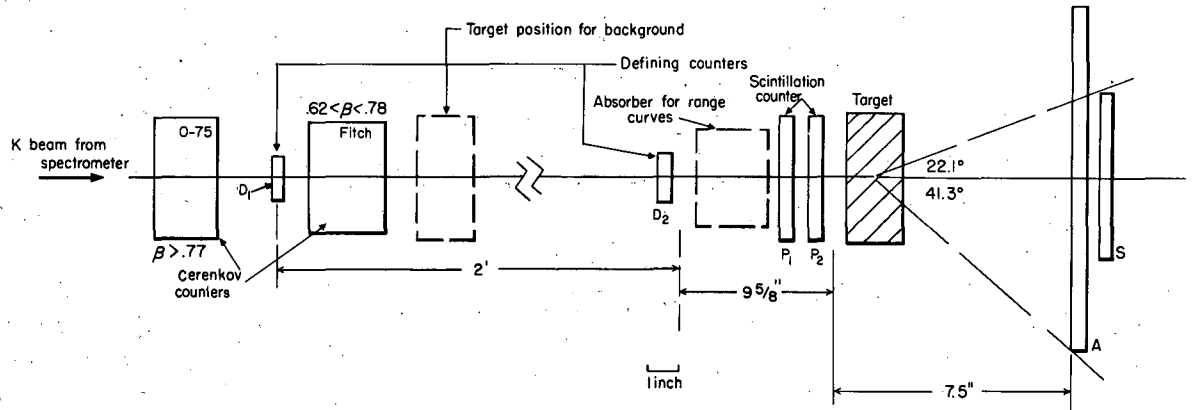 Target position for background
Defining counters
K beam from
spectrometer
O-75
D1
β >.77
Cerenkov
counters
.62 < β < .78
Fitch
2'
D2
Absorber for range
curves
Scintillation
counter
P1
P2
Target
22.1°
41.3°
A
S
9 5/8"
1 inch
7.5"